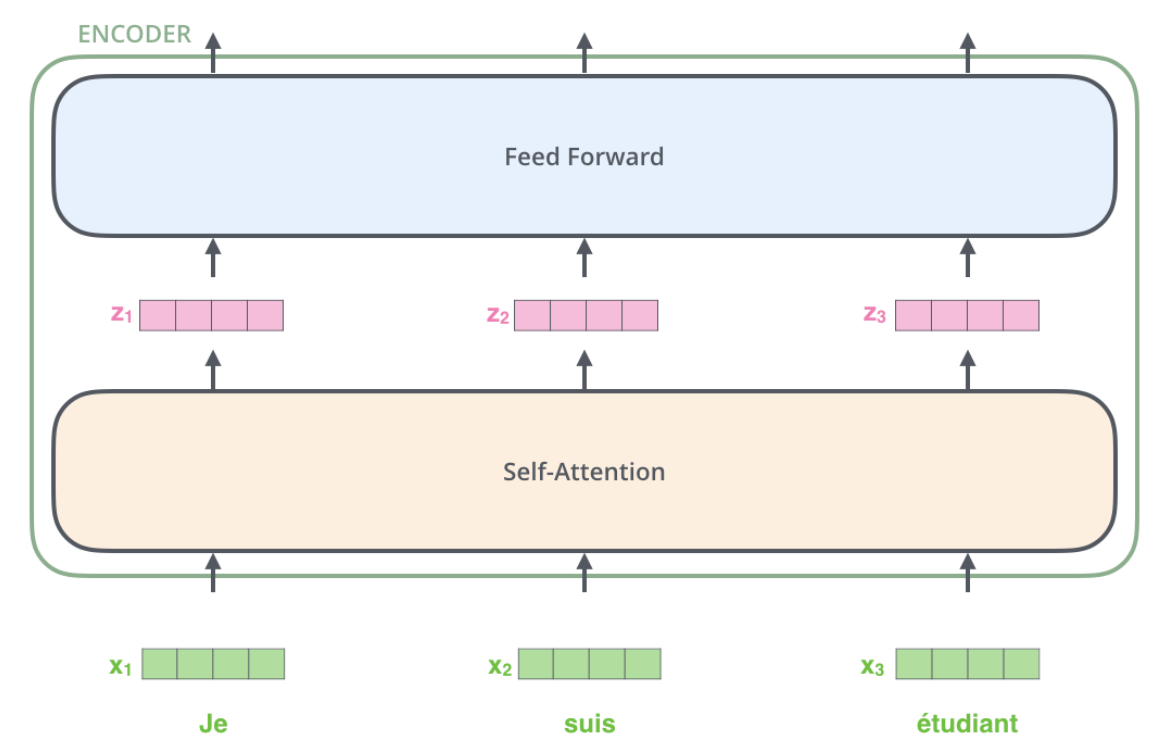 ENCODER
Feed Forward
z₁ z₂ z₃
Self-Attention
x₁ x₂ x₃
Je suis étudiant